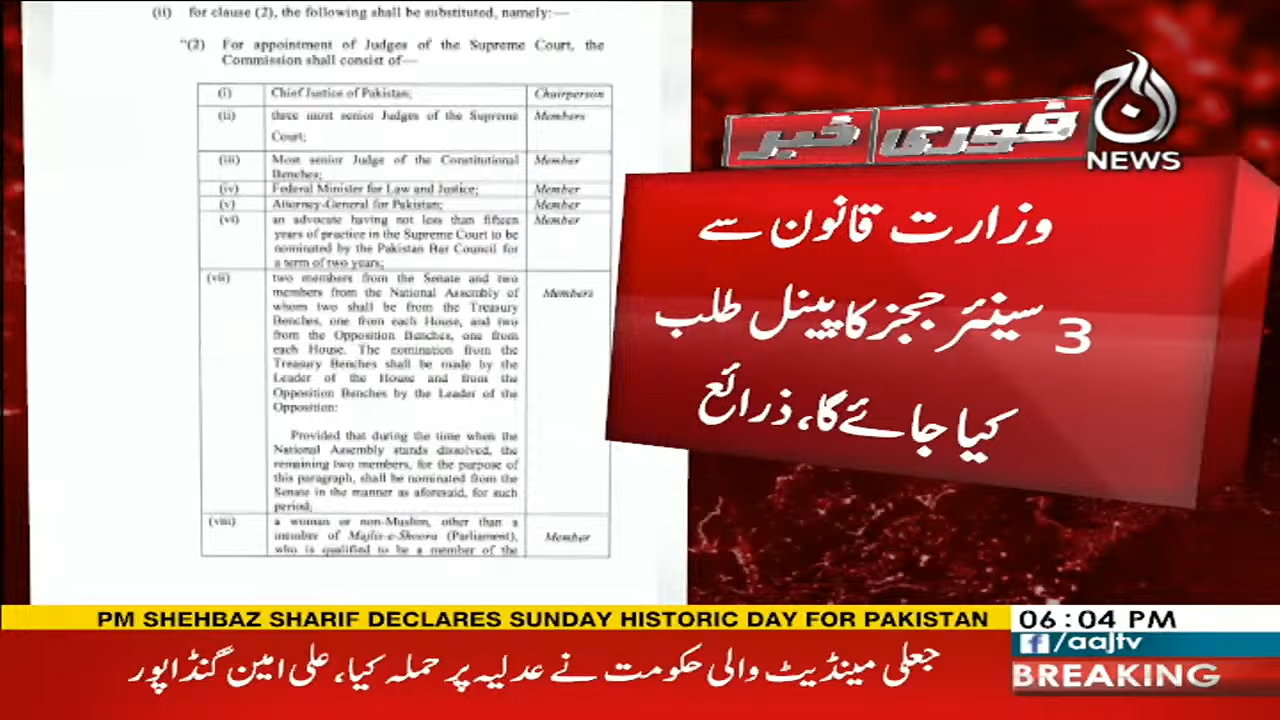 (ii) for clause (2), the following shall be substituted, namely:—
"(2) For appointment of Judges of the Supreme Court, the
Commission shall consist of—
(i) Chief Justice of Pakistan; Chairperson
(ii) three most senior Judges of the Supreme Members
Court;
(iii) Most senior Judge of the Constitutional Member
Benches;
(iv) Federal Minister for Law and Justice; Member
(v) Attorney-General for Pakistan; Member
(vi) an advocate having not less than fifteen Member
years of practice in the Supreme Court to be
nominated by the Pakistan Bar Council for
a term of two years;
(vii) two members from the Senate and two
members from the National Assembly of Members
whom two shall be from the Treasury
Benches, one from each House, and two
from the Opposition Benches, one from
each House. The nomination from the
Treasury Benches shall be made by the
Leader of the House and from the
Opposition Benches by the Leader of the
Opposition:
Provided that during the time when the
National Assembly stands dissolved, the
remaining two members, for the purpose of
this paragraph, shall be nominated from the
Senate in the manner as aforesaid, for such
period;
(viii) a woman or non-Muslim, other than a
member of Majlis-e-Shoora (Parliament), Member
who is qualified to be a member of the
آج
NEWS
فوری خبر
وزارت قانون سے
3 سینئر ججز کا پینل طلب
کیا جائے گا، ذرائع
PM SHEHBAZ SHARIF DECLARES SUNDAY HISTORIC DAY FOR PAKISTAN
06:04 PM
f/aajtv
جعلی مینڈیٹ والی حکومت نے عدلیہ پر حملہ کیا، علی امین گنڈاپور
BREAKING